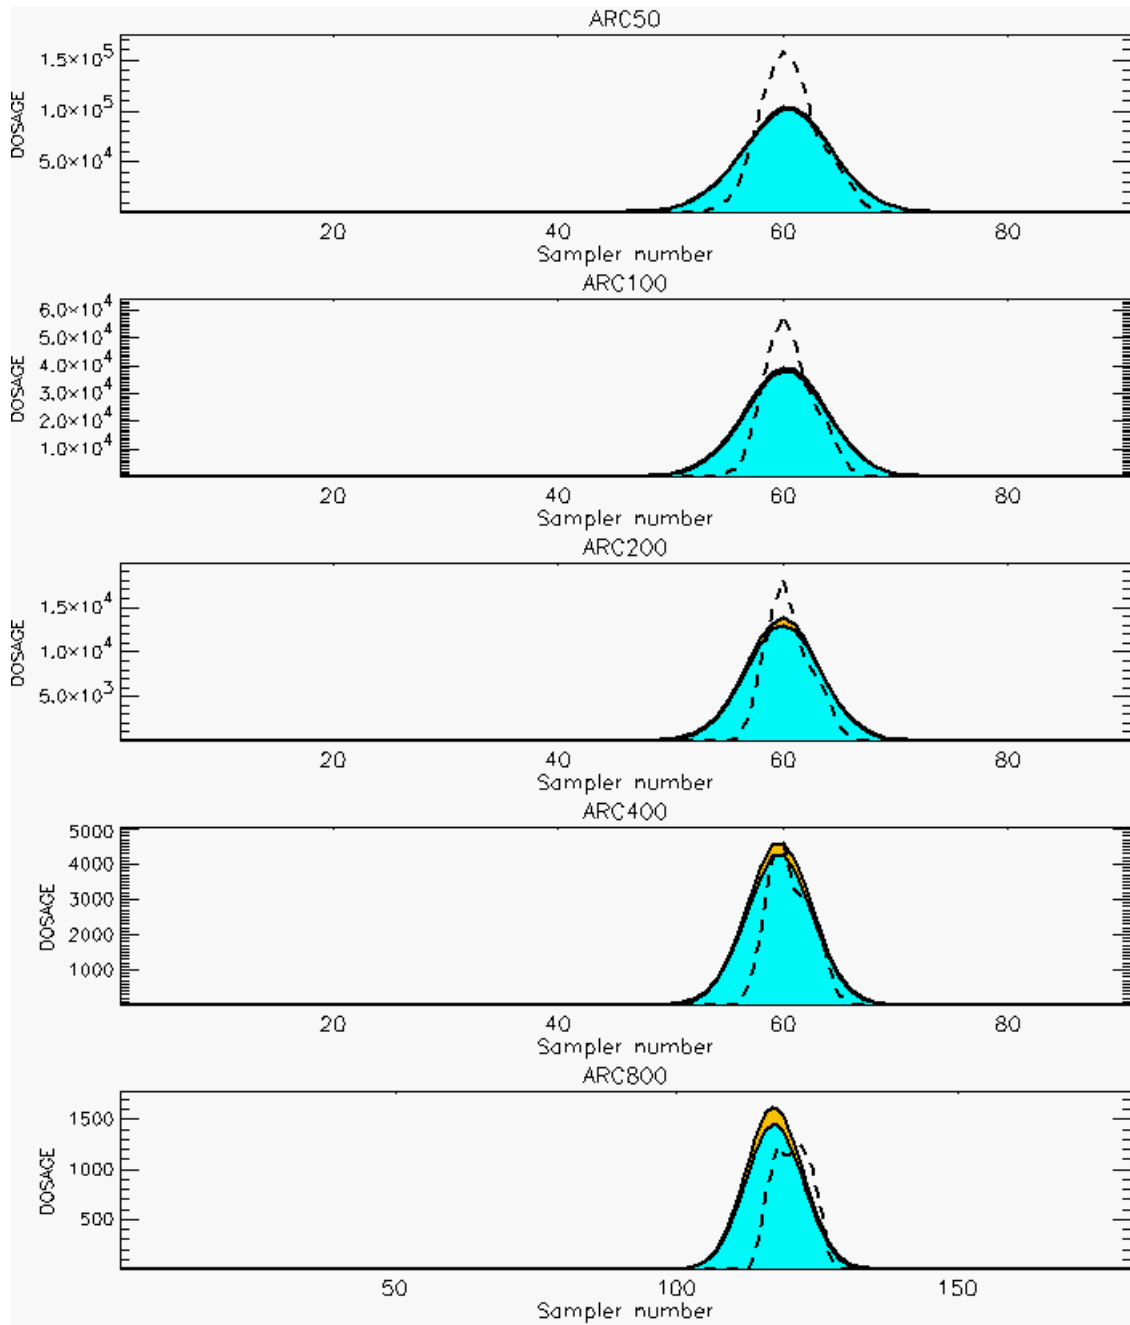 ARC50
1.5×10^5
1.0×10^5
5.0×10^4
DOSAGE
20 40 60 80
Sampler number
ARC100
6.0×10^4
5.0×10^4
4.0×10^4
3.0×10^4
2.0×10^4
1.0×10^4
DOSAGE
20 40 60 80
Sampler number
ARC200
1.5×10^4
1.0×10^4
5.0×10^3
DOSAGE
20 40 60 80
Sampler number
ARC400
5000
4000
3000
2000
1000
DOSAGE
20 40 60 80
Sampler number
ARC800
1500
1000
500
DOSAGE
50 100 150
Sampler number